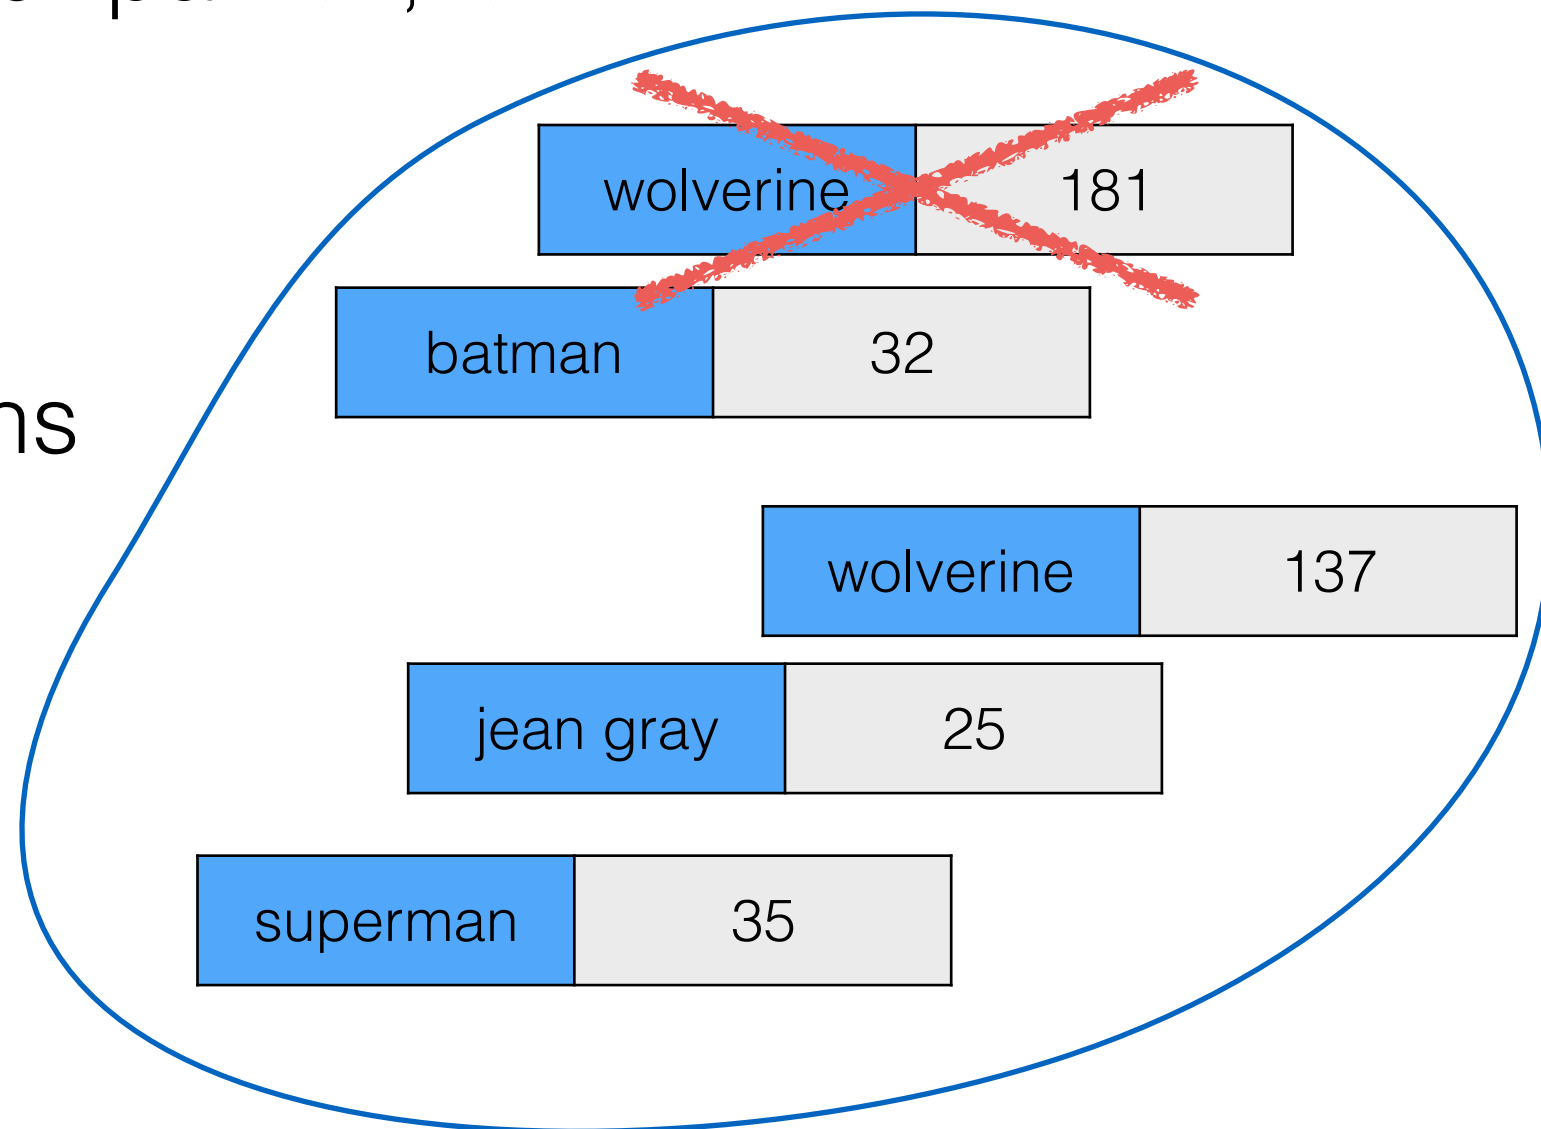 wolverine 181
batman 32
ns
wolverine 137
jean gray 25
superman 35